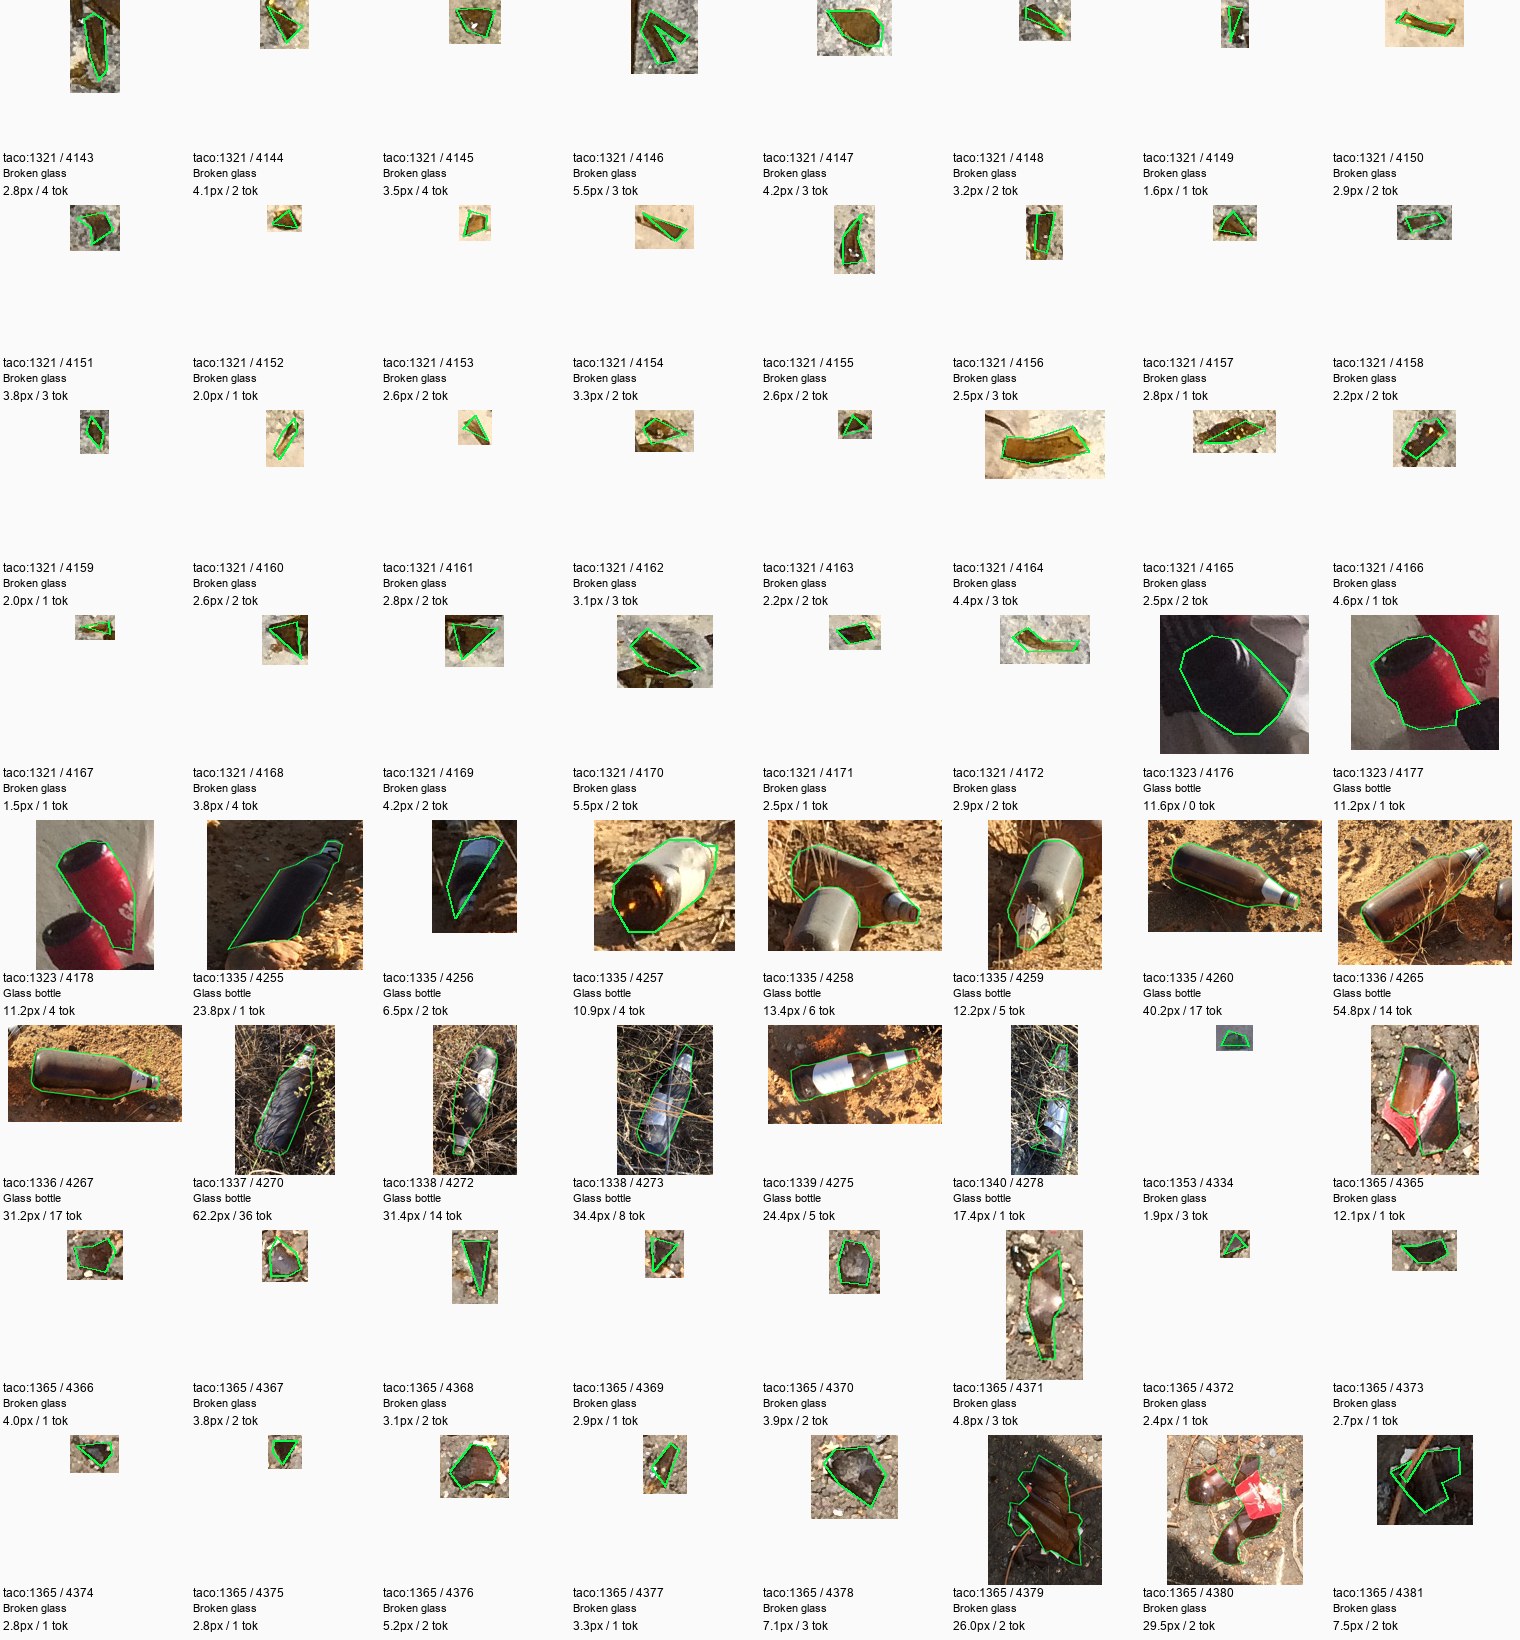 taco:1321 / 4143
Broken glass
2.8px / 4 tok
taco:1321 / 4144
Broken glass
4.1px / 2 tok
taco:1321 / 4145
Broken glass
3.5px / 4 tok
taco:1321 / 4146
Broken glass
5.5px / 3 tok
taco:1321 / 4147
Broken glass
4.2px / 3 tok
taco:1321 / 4148
Broken glass
3.2px / 2 tok
taco:1321 / 4149
Broken glass
1.6px / 1 tok
taco:1321 / 4150
Broken glass
2.9px / 2 tok
taco:1321 / 4151
Broken glass
3.8px / 3 tok
taco:1321 / 4152
Broken glass
2.0px / 1 tok
taco:1321 / 4153
Broken glass
2.6px / 2 tok
taco:1321 / 4154
Broken glass
3.3px / 2 tok
taco:1321 / 4155
Broken glass
2.6px / 2 tok
taco:1321 / 4156
Broken glass
2.5px / 3 tok
taco:1321 / 4157
Broken glass
2.8px / 1 tok
taco:1321 / 4158
Broken glass
2.2px / 2 tok
taco:1321 / 4159
Broken glass
2.0px / 1 tok
taco:1321 / 4160
Broken glass
2.6px / 2 tok
taco:1321 / 4161
Broken glass
2.8px / 2 tok
taco:1321 / 4162
Broken glass
3.1px / 3 tok
taco:1321 / 4163
Broken glass
2.2px / 2 tok
taco:1321 / 4164
Broken glass
4.4px / 3 tok
taco:1321 / 4165
Broken glass
2.5px / 2 tok
taco:1321 / 4166
Broken glass
4.6px / 1 tok
taco:1321 / 4167
Broken glass
1.5px / 1 tok
taco:1321 / 4168
Broken glass
3.8px / 4 tok
taco:1321 / 4169
Broken glass
4.2px / 2 tok
taco:1321 / 4170
Broken glass
5.5px / 2 tok
taco:1321 / 4171
Broken glass
2.5px / 1 tok
taco:1321 / 4172
Broken glass
2.9px / 2 tok
taco:1323 / 4176
Glass bottle
11.6px / 0 tok
taco:1323 / 4177
Glass bottle
11.2px / 1 tok
taco:1323 / 4178
Glass bottle
11.2px / 4 tok
taco:1335 / 4255
Glass bottle
23.8px / 1 tok
taco:1335 / 4256
Glass bottle
6.5px / 2 tok
taco:1335 / 4257
Glass bottle
10.9px / 4 tok
taco:1335 / 4258
Glass bottle
13.4px / 6 tok
taco:1335 / 4259
Glass bottle
12.2px / 5 tok
taco:1335 / 4260
Glass bottle
40.2px / 17 tok
taco:1336 / 4265
Glass bottle
54.8px / 14 tok
taco:1336 / 4267
Glass bottle
31.2px / 17 tok
taco:1337 / 4270
Glass bottle
62.2px / 36 tok
taco:1338 / 4272
Glass bottle
31.4px / 14 tok
taco:1338 / 4273
Glass bottle
34.4px / 8 tok
taco:1339 / 4275
Glass bottle
24.4px / 5 tok
taco:1340 / 4278
Glass bottle
17.4px / 1 tok
taco:1353 / 4334
Broken glass
1.9px / 3 tok
taco:1365 / 4365
Broken glass
12.1px / 1 tok
taco:1365 / 4366
Broken glass
4.0px / 1 tok
taco:1365 / 4367
Broken glass
3.8px / 2 tok
taco:1365 / 4368
Broken glass
3.1px / 2 tok
taco:1365 / 4369
Broken glass
2.9px / 1 tok
taco:1365 / 4370
Broken glass
3.9px / 2 tok
taco:1365 / 4371
Broken glass
4.8px / 3 tok
taco:1365 / 4372
Broken glass
2.4px / 1 tok
taco:1365 / 4373
Broken glass
2.7px / 1 tok
taco:1365 / 4374
Broken glass
2.8px / 1 tok
taco:1365 / 4375
Broken glass
2.8px / 1 tok
taco:1365 / 4376
Broken glass
5.2px / 2 tok
taco:1365 / 4377
Broken glass
3.3px / 1 tok
taco:1365 / 4378
Broken glass
7.1px / 3 tok
taco:1365 / 4379
Broken glass
26.0px / 2 tok
taco:1365 / 4380
Broken glass
29.5px / 2 tok
taco:1365 / 4381
Broken glass
7.5px / 2 tok